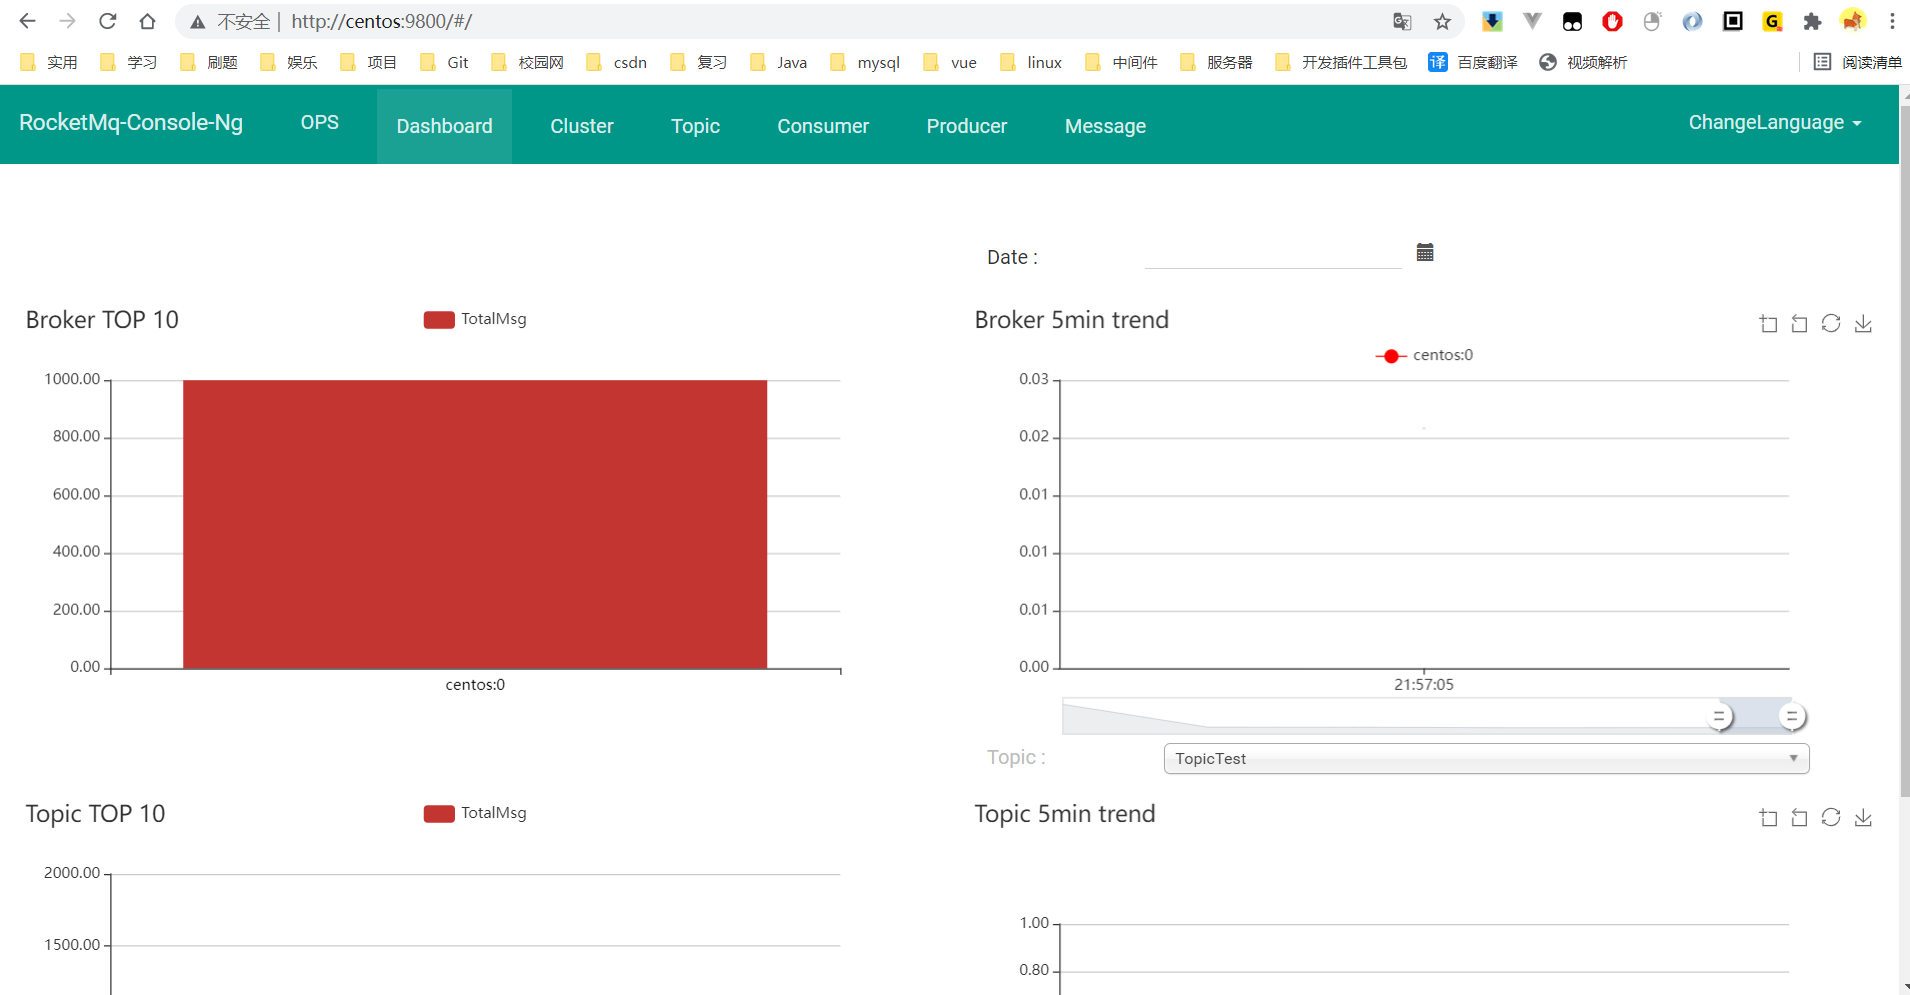 不安全 | http://centos:9800/#/
实用 学习 刷题 娱乐 项目 Git 校园网 csdn 复习 Java mysql vue linux 中间件 服务器 开发插件工具包 译 百度翻译 视频解析 阅读清单
RocketMq-Console-Ng OPS Dashboard Cluster Topic Consumer Producer Message ChangeLanguage
Date :
Broker TOP 10 TotalMsg
1000.00
800.00
600.00
400.00
200.00
0.00
centos:0
Broker 5min trend
centos:0
0.03
0.02
0.01
0.01
0.01
0.00
21:57:05
Topic : TopicTest
Topic TOP 10 TotalMsg
2000.00
1500.00
Topic 5min trend
1.00
0.80